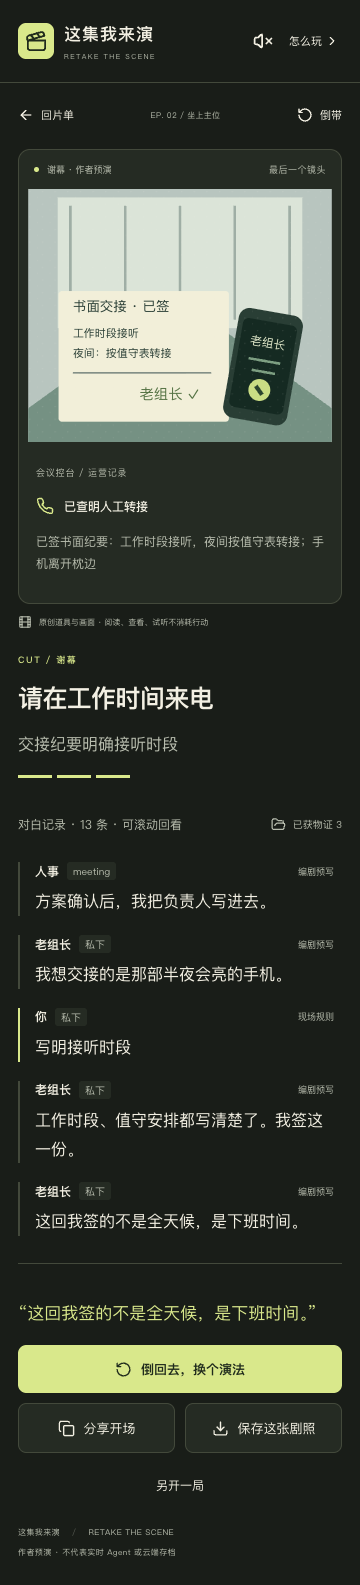 这集我来演
RETAKE THE SCENE
怎么玩
回片单
EP. 02 / 坐上主位
倒带
谢幕 · 作者预演
最后一个镜头
书面交接 · 已签
工作时段接听
夜间：按值守表转接
老组长 ✓
老组长
会议控台 / 运营记录
已查明人工转接
已签书面纪要：工作时段接听，夜间按值守表转接；手
机离开枕边
原创道具与画面 · 阅读、查看、试听不消耗行动
CUT / 谢幕
请在工作时间来电
交接纪要明确接听时段
对白记录 · 13 条 · 可滚动回看
已获物证 3
人事 meeting 编剧预写
方案确认后，我把负责人写进去。
老组长 私下 编剧预写
我想交接的是那部半夜会亮的手机。
你 私下 现场规则
写明接听时段
老组长 私下 编剧预写
工作时段、值守安排都写清楚了。我签这
一份。
老组长 私下 编剧预写
这回我签的不是全天候，是下班时间。
“这回我签的不是全天候，是下班时间。”
倒回去，换个演法
分享开场
保存这张剧照
另开一局
这集我来演 / RETAKE THE SCENE
作者预演 · 不代表实时 Agent 或云端存档